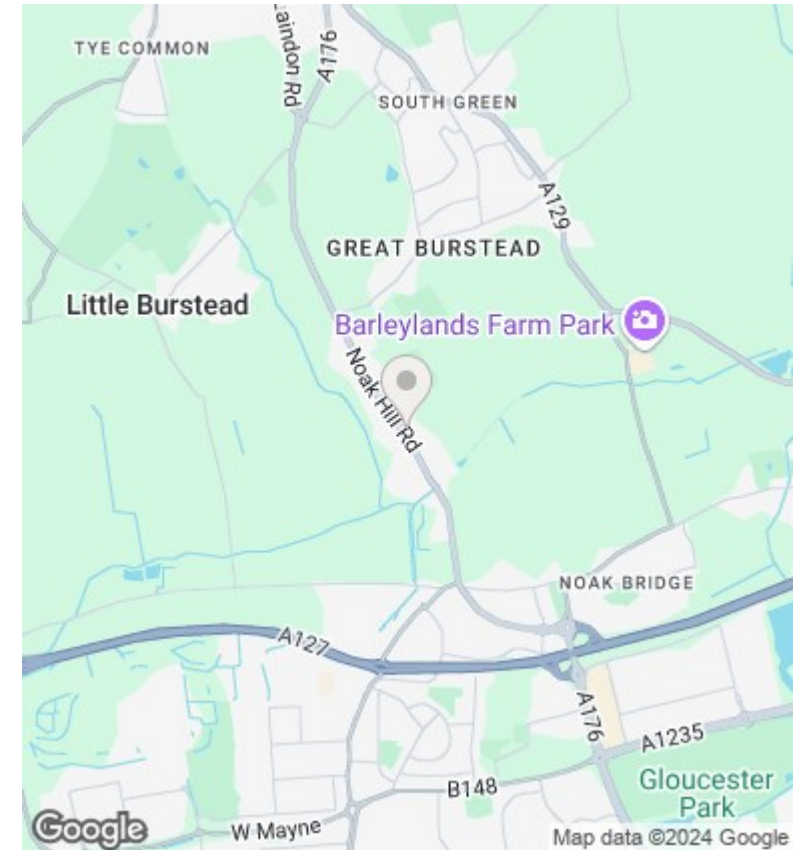 TYE COMMON
Laindon Rd
A176
SOUTH GREEN
A129
GREAT BURSTEAD
Little Burstead
Barleylands Farm Park
Noak Hill Rd
NOAK BRIDGE
A127
A176
A1235
B148
Gloucester
Park
W Mayne
Google
Map data ©2024 Google